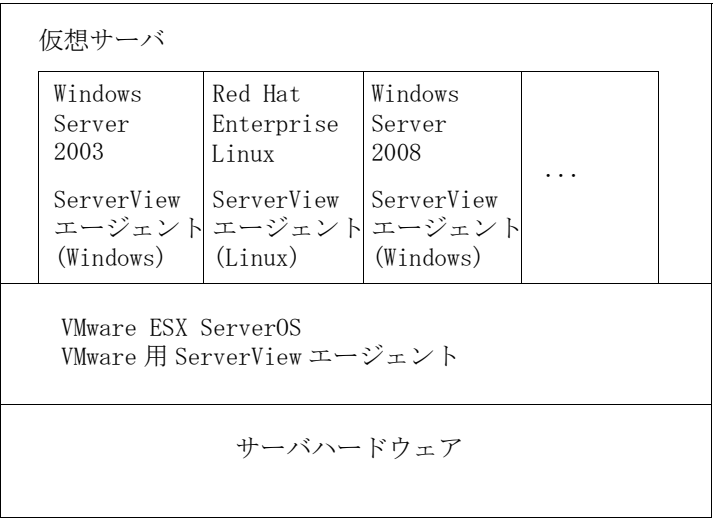 仮想サーバ
Windows
Server
2003
ServerView
エージェント
(Windows)
Red Hat
Enterprise
Linux
ServerView
エージェント
(Linux)
Windows
Server
2008
ServerView
エージェント
(Windows)
...
VMware ESX ServerOS
VMware 用 ServerView エージェント
サーバハードウェア